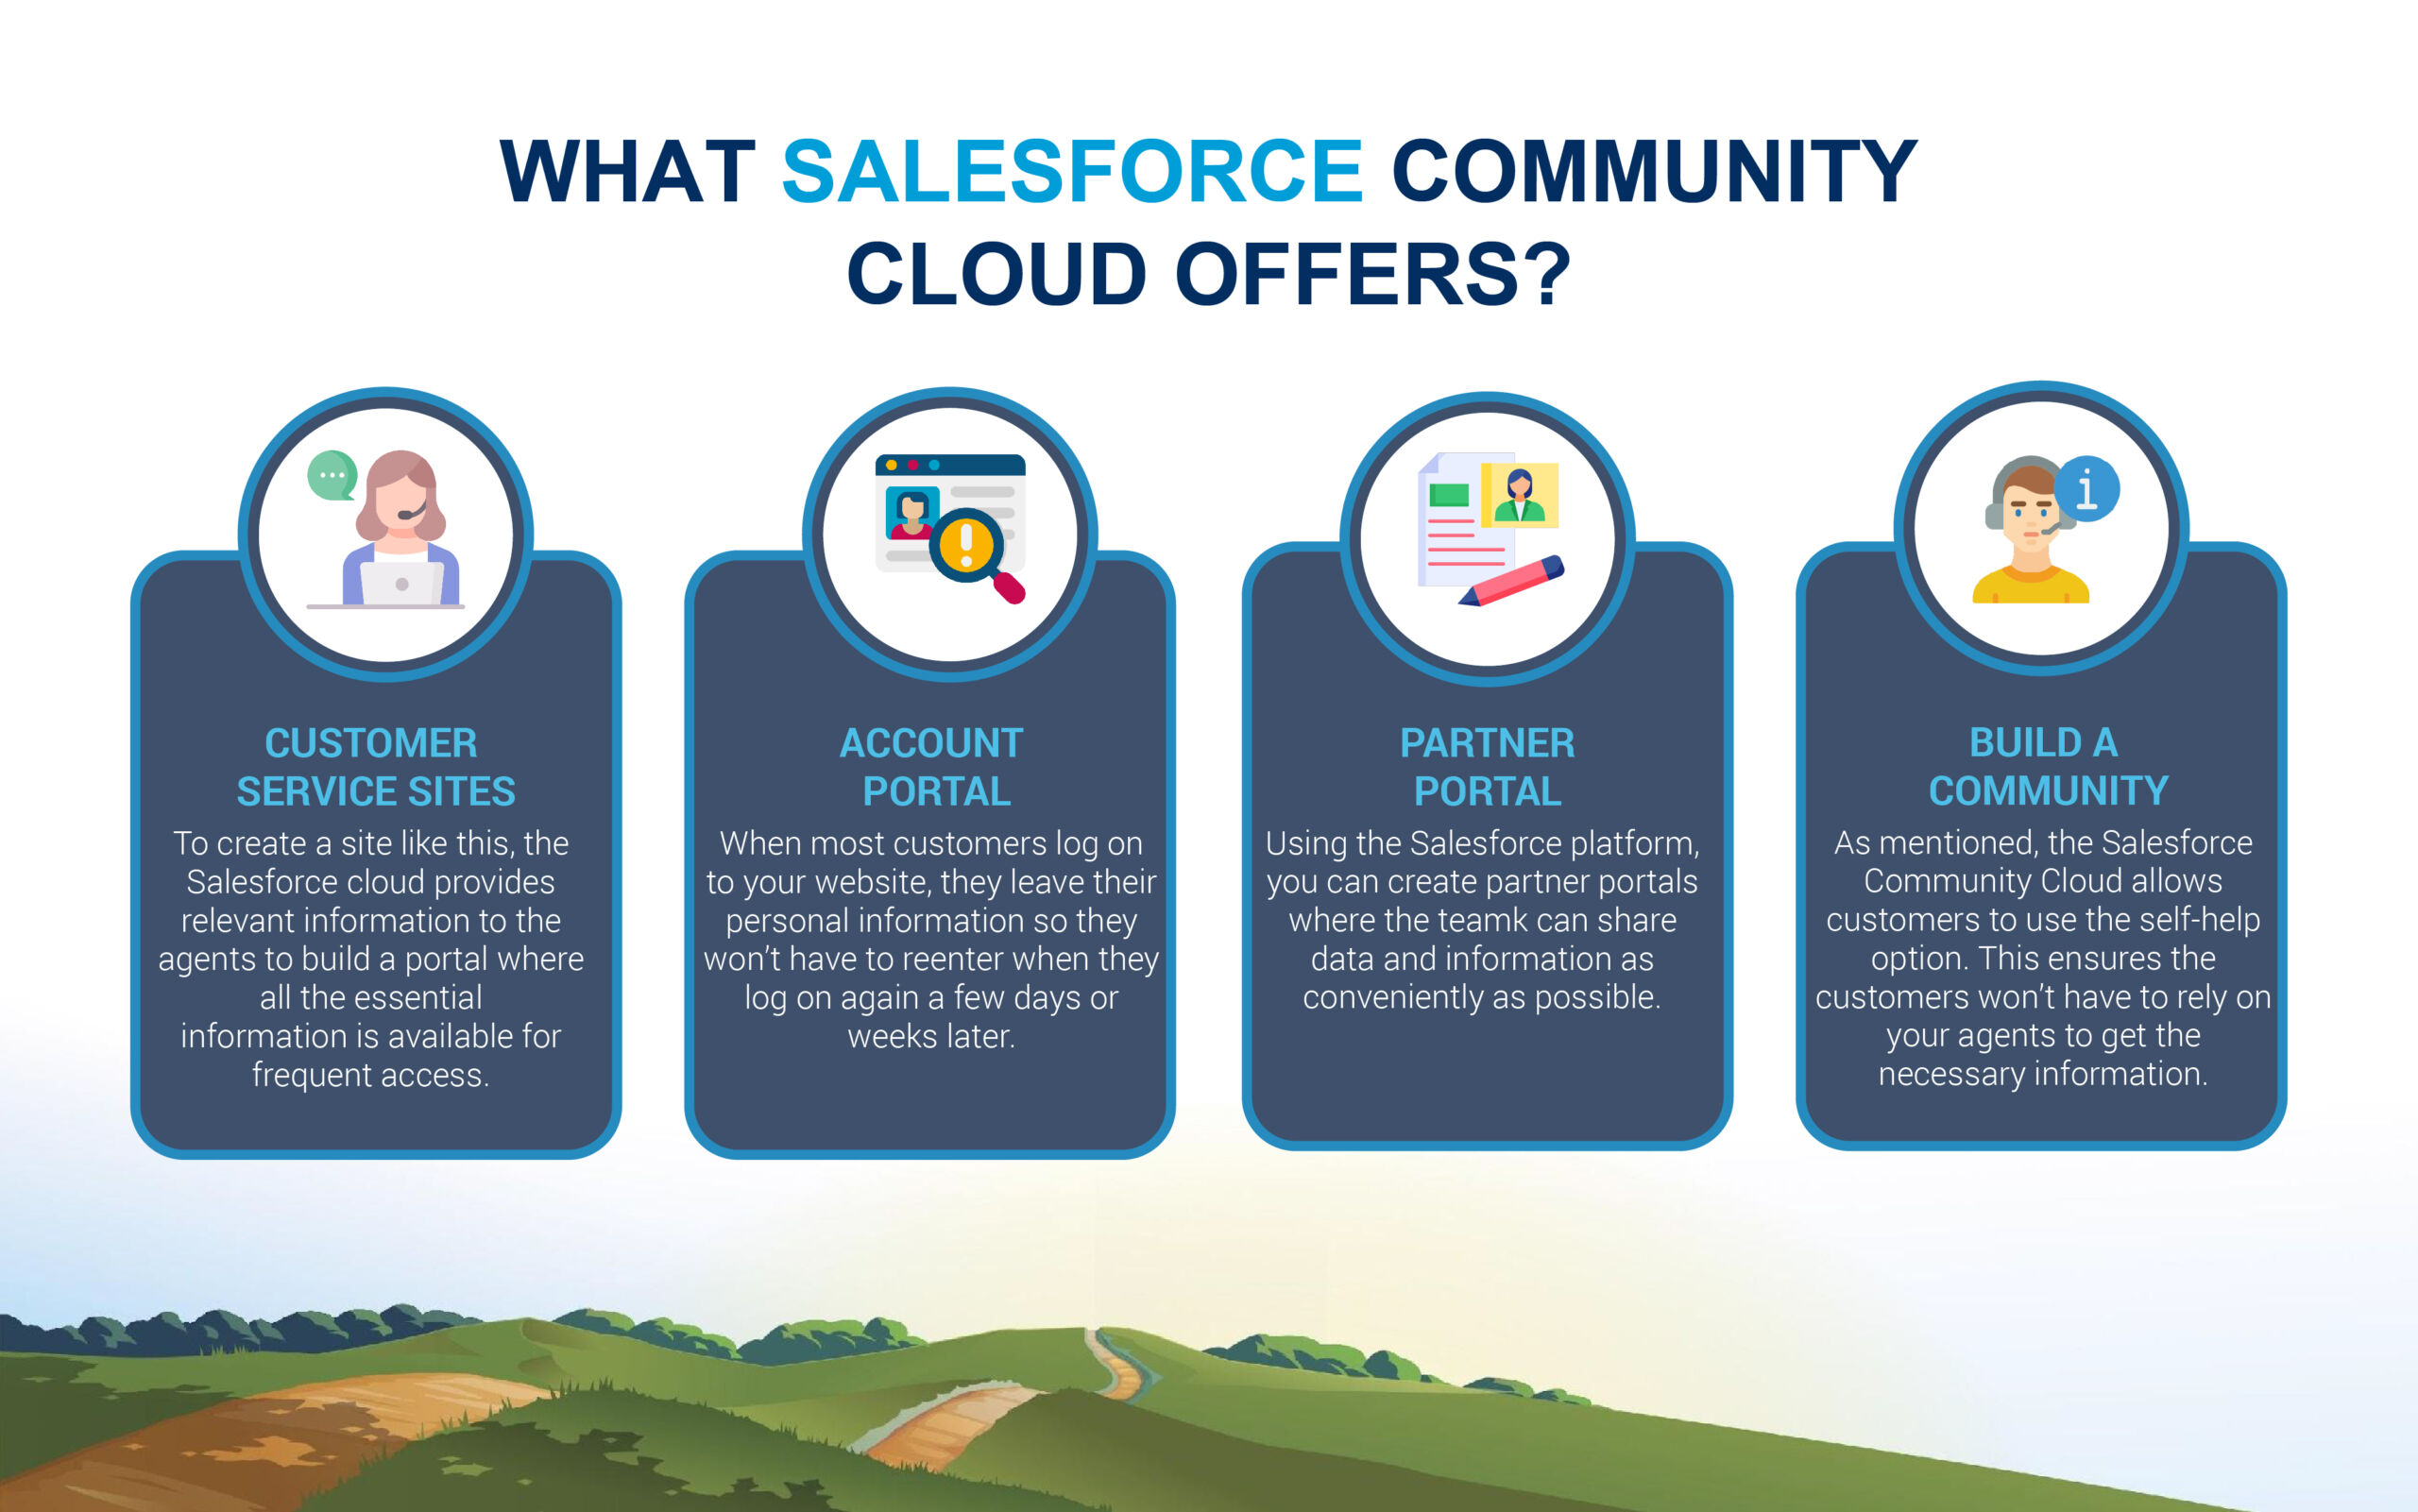 WHAT SALESFORCE COMMUNITY
CLOUD OFFERS?
CUSTOMER
SERVICE SITES
To create a site like this, the
Salesforce cloud provides
relevant information to the
agents to build a portal where
all the essential
information is available for
frequent access.
ACCOUNT
PORTAL
When most customers log on
to your website, they leave their
personal information so they
won't have to reenter when they
log on again a few days or
weeks later.
PARTNER
PORTAL
Using the Salesforce platform,
you can create partner portals
where the teamk can share
data and information as
conveniently as possible.
BUILD A
COMMUNITY
As mentioned, the Salesforce
Community Cloud allows
customers to use the self-help
option. This ensures the
customers won't have to rely on
your agents to get the
necessary information.